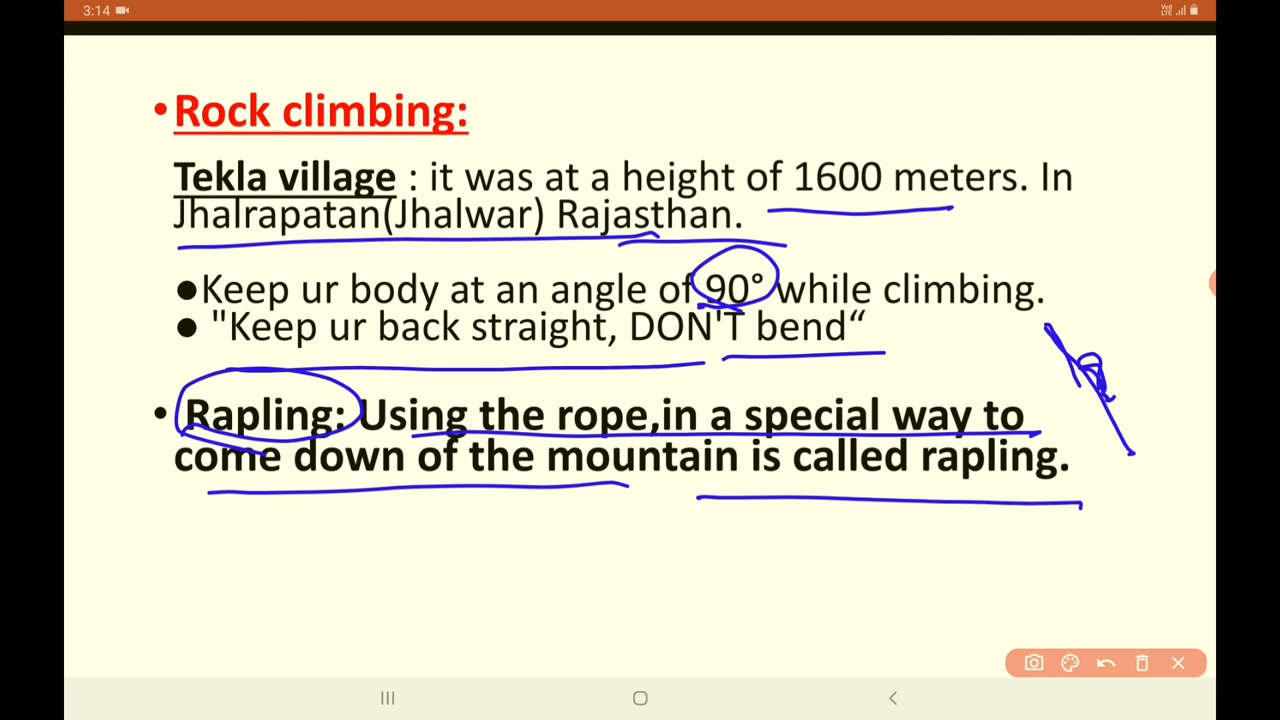 3:14
VoD LTE
• Rock climbing:
Tekla village : it was at a height of 1600 meters. In
Jhalrapatan(Jhalwar) Rajasthan.
●Keep ur body at an angle of 90° while climbing.
● "Keep ur back straight, DON'T bend“
• Rapling: Using the rope,in a special way to
come down of the mountain is called rapling.